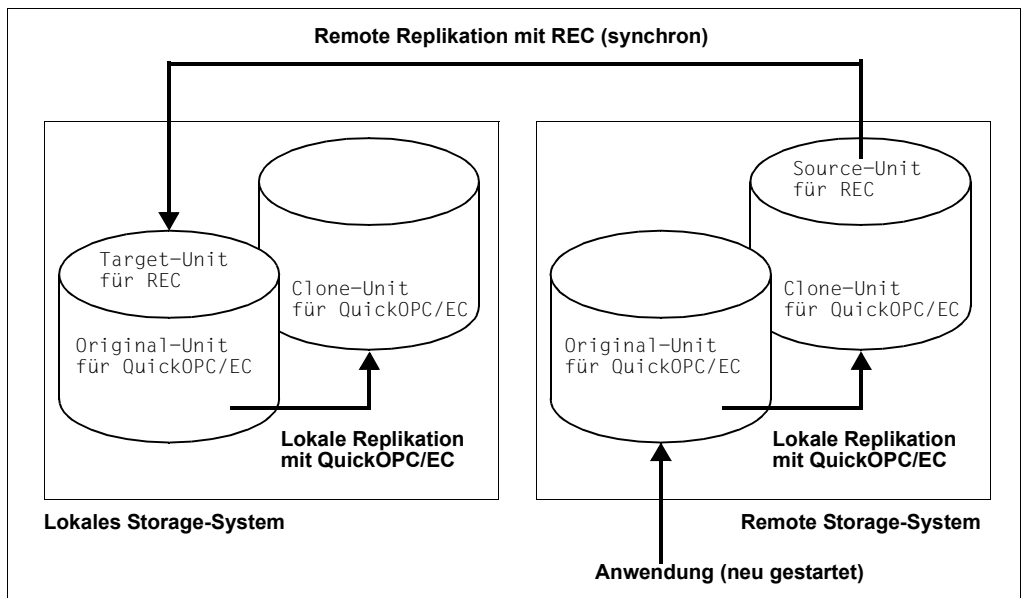 Remote Replikation mit REC (synchron)
Source-Unit
für REC
Target-Unit
für REC
Clone-Unit
für QuickOPC/EC
Clone-Unit
für QuickOPC/EC
Original-Unit
für QuickOPC/EC
Original-Unit
für QuickOPC/EC
Lokale Replikation
mit QuickOPC/EC
Lokale Replikation
mit QuickOPC/EC
Lokales Storage-System
Remote Storage-System
Anwendung (neu gestartet)